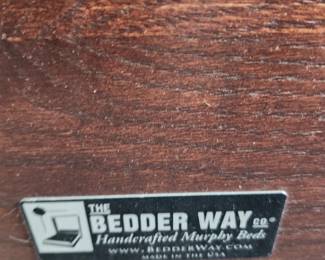 THE
BEDDER WAY CO.®
Handcrafted Murphy Beds
WWW.BEDDERWAY.COM
MADE IN THE USA